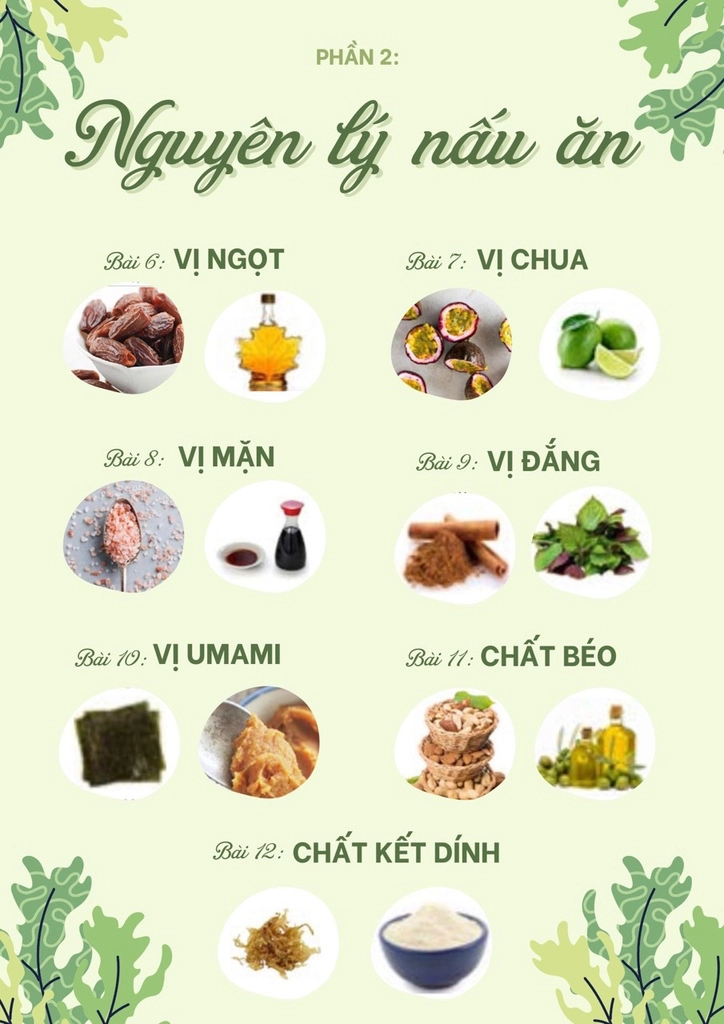 PHẦN 2:
Nguyên lý nấu ăn
Bài 6: VỊ NGỌT
Bài 7: VỊ CHUA
Bài 8: VỊ MẶN
Bài 9: VỊ ĐẮNG
Bài 10: VỊ UMAMI
Bài 11: CHẤT BÉO
Bài 12: CHẤT KẾT DÍNH